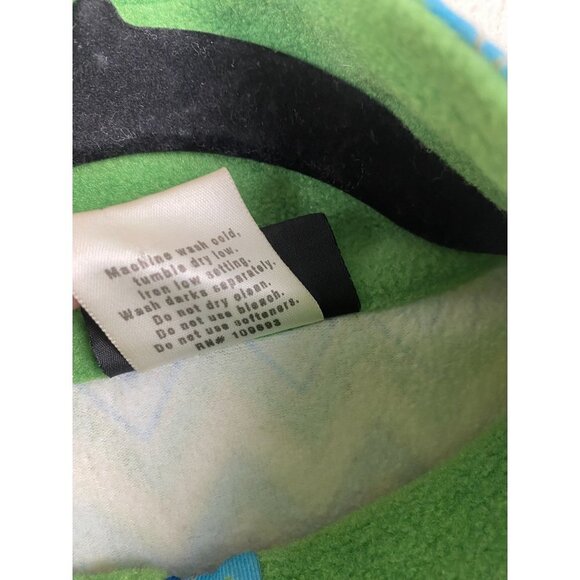 Machine wash cold,
tumble dry low.
Iron low setting.
Wash darks separately.
Do not dry clean.
Do not use bleach.
Do not use softeners.
RN# 109693